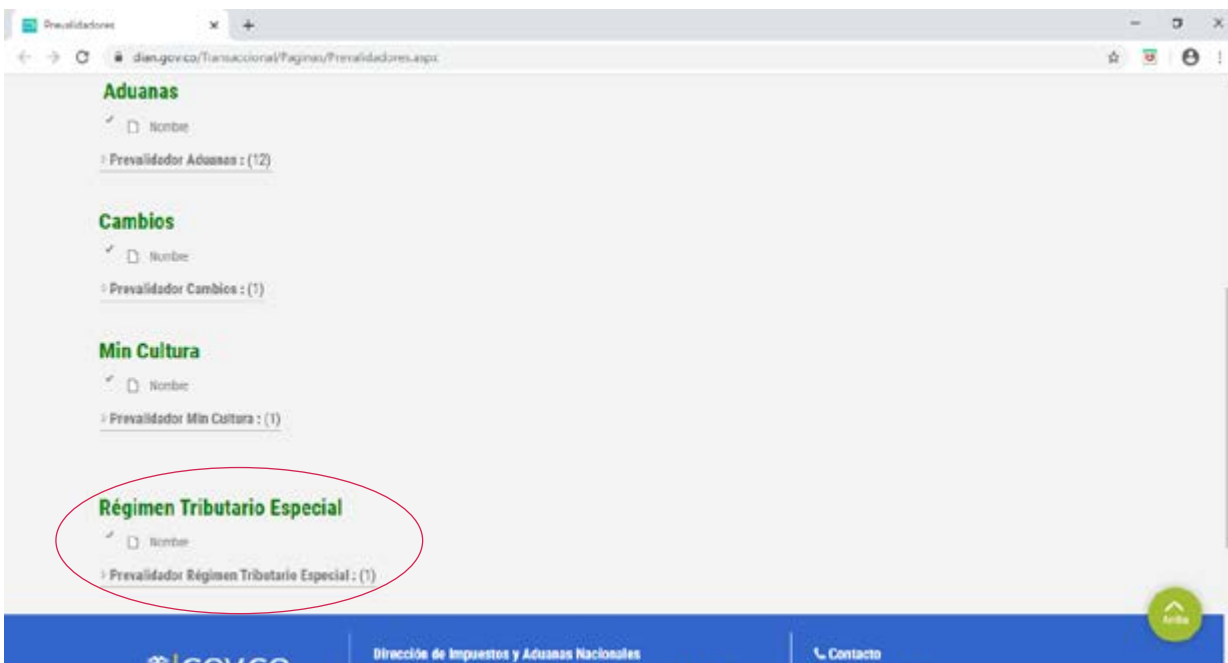 Prevalidadores
dian.gov.co/Transaccional/Paginas/Prevalidadores.aspx
Aduanas
Nombre
Prevalidador Aduanas : (12)
Cambios
Nombre
Prevalidador Cambios : (1)
Min Cultura
Nombre
Prevalidador Min Cultura : (1)
Régimen Tributario Especial
Nombre
Prevalidador Régimen Tributario Especial : (1)
Arriba
GOV.CO
Dirección de Impuestos y Aduanas Nacionales
Contacto